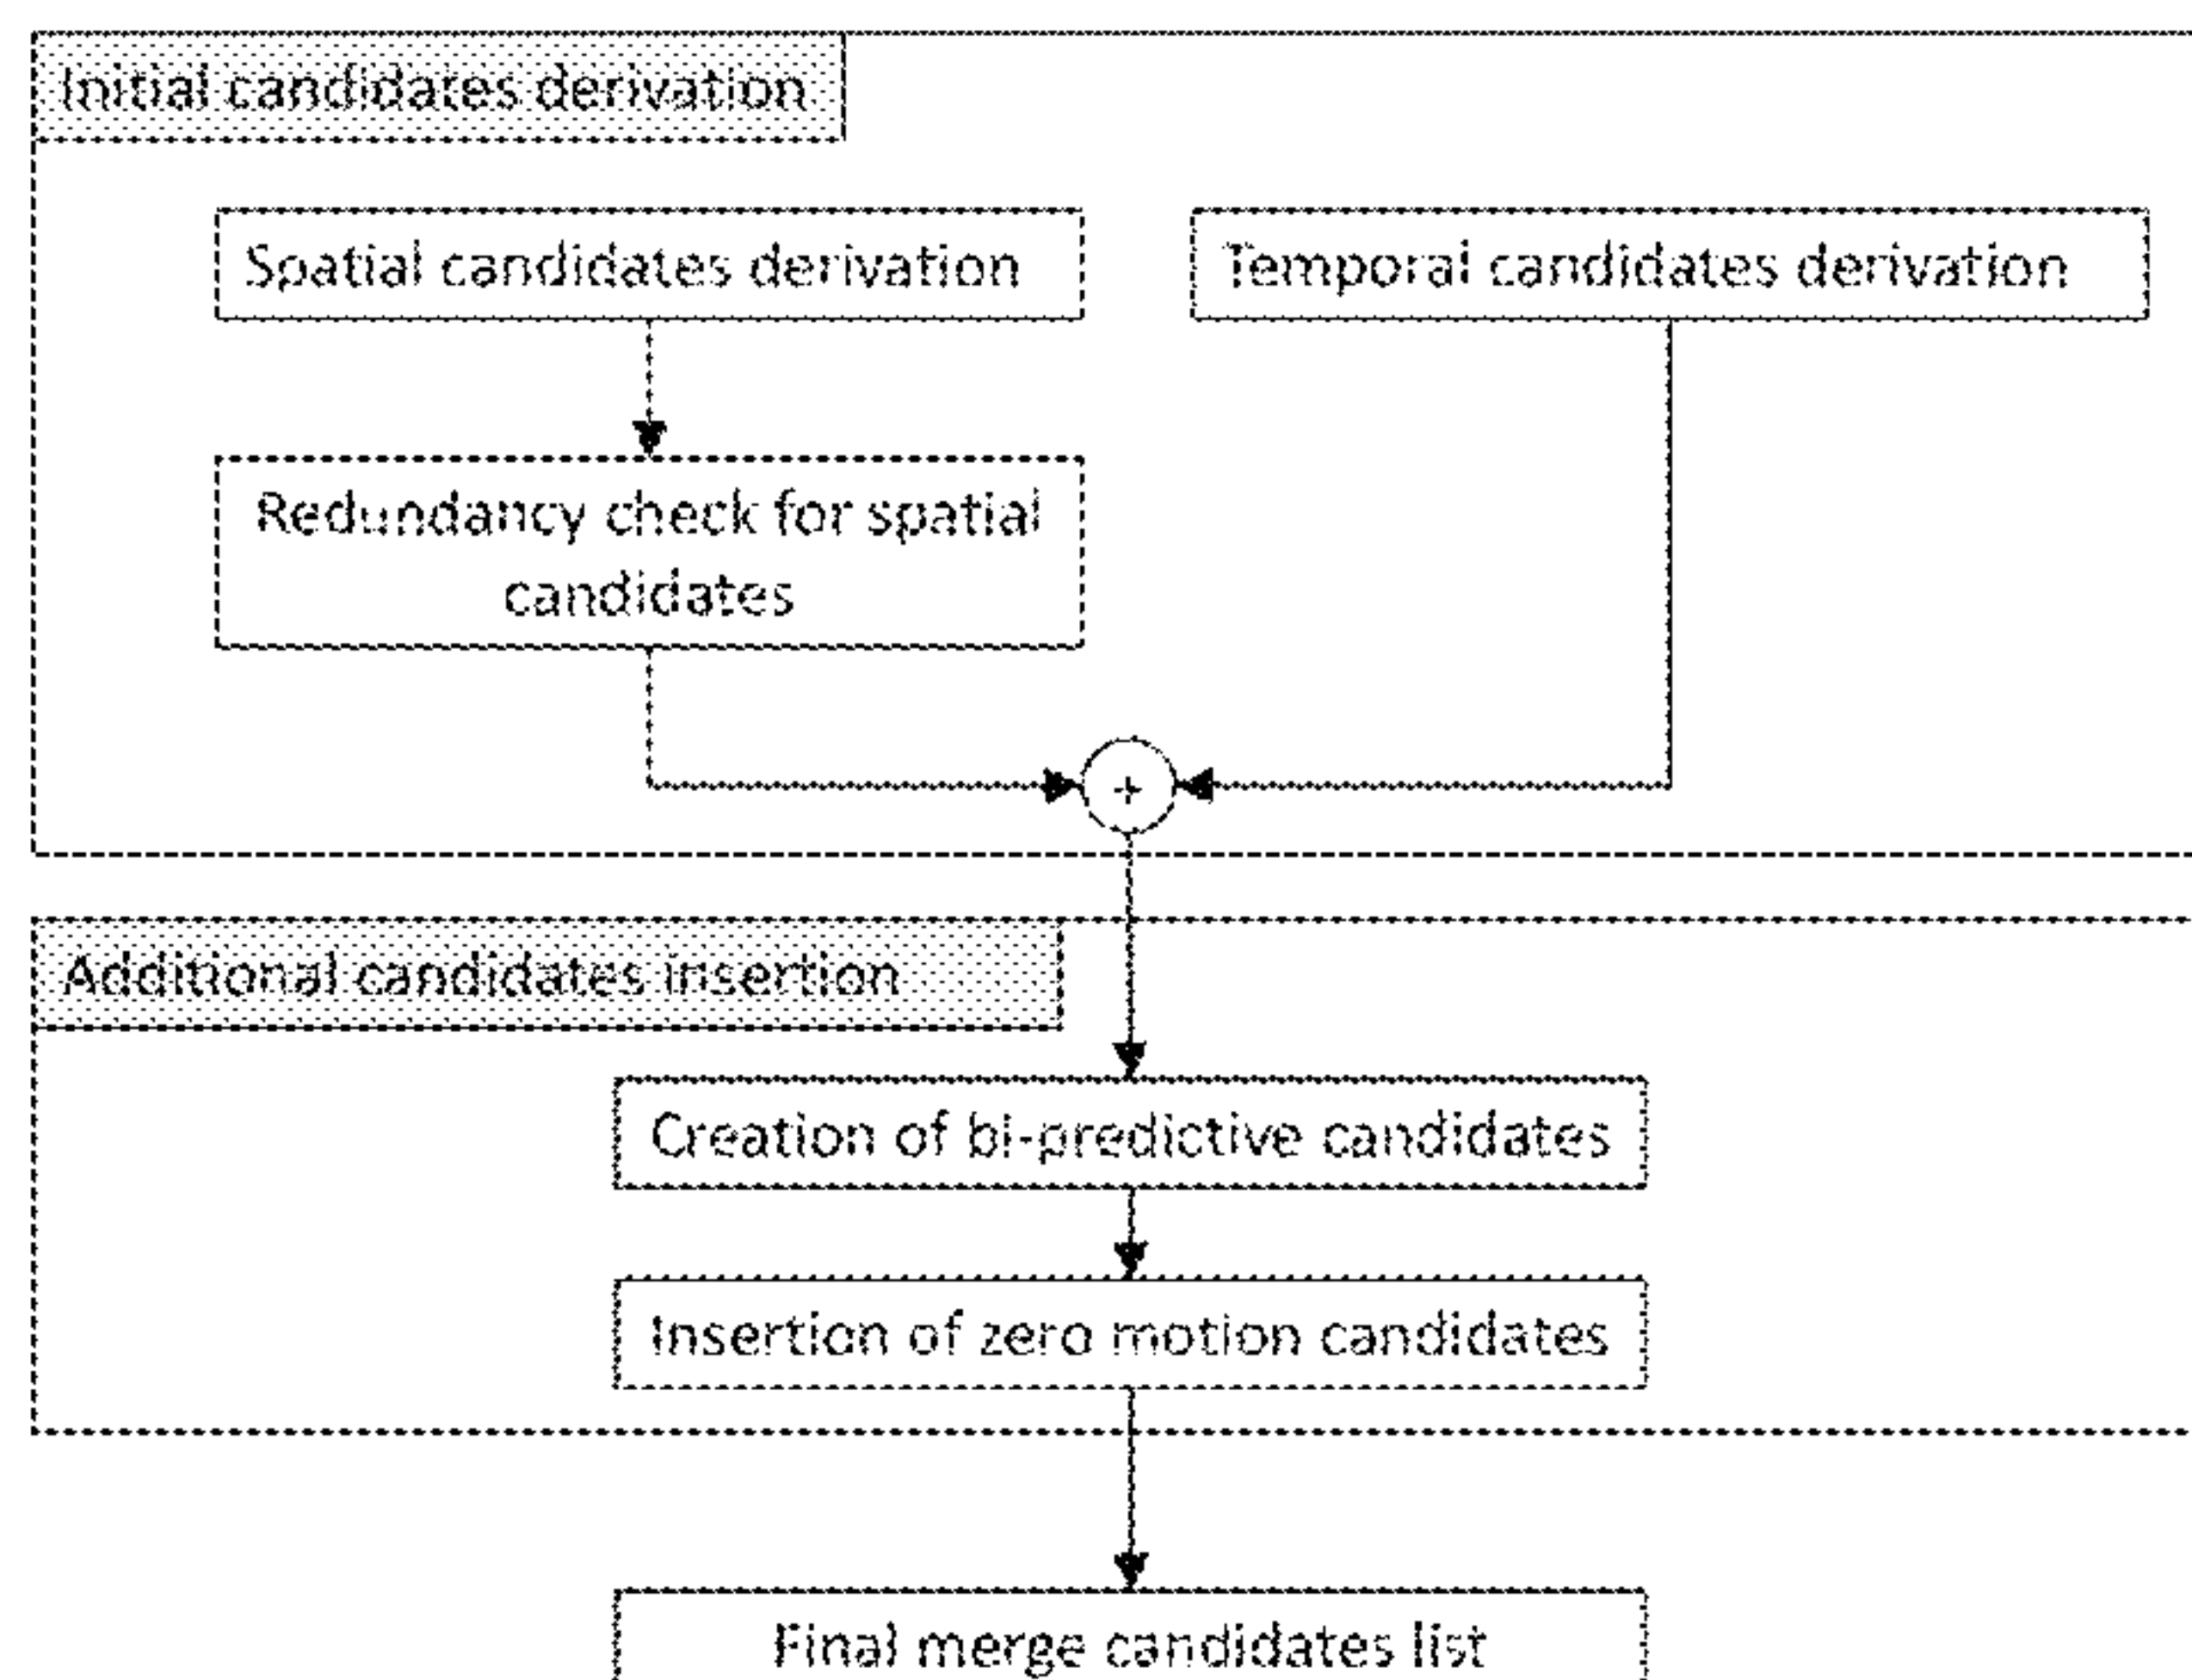 Initial candidates derivation
Spatial candidates derivation
Temporal candidates derivation
Redundancy check for spatial
candidates
+
Additional candidates insertion
Creation of bi-predictive candidates
Insertion of zero motion candidates
Final merge candidates list